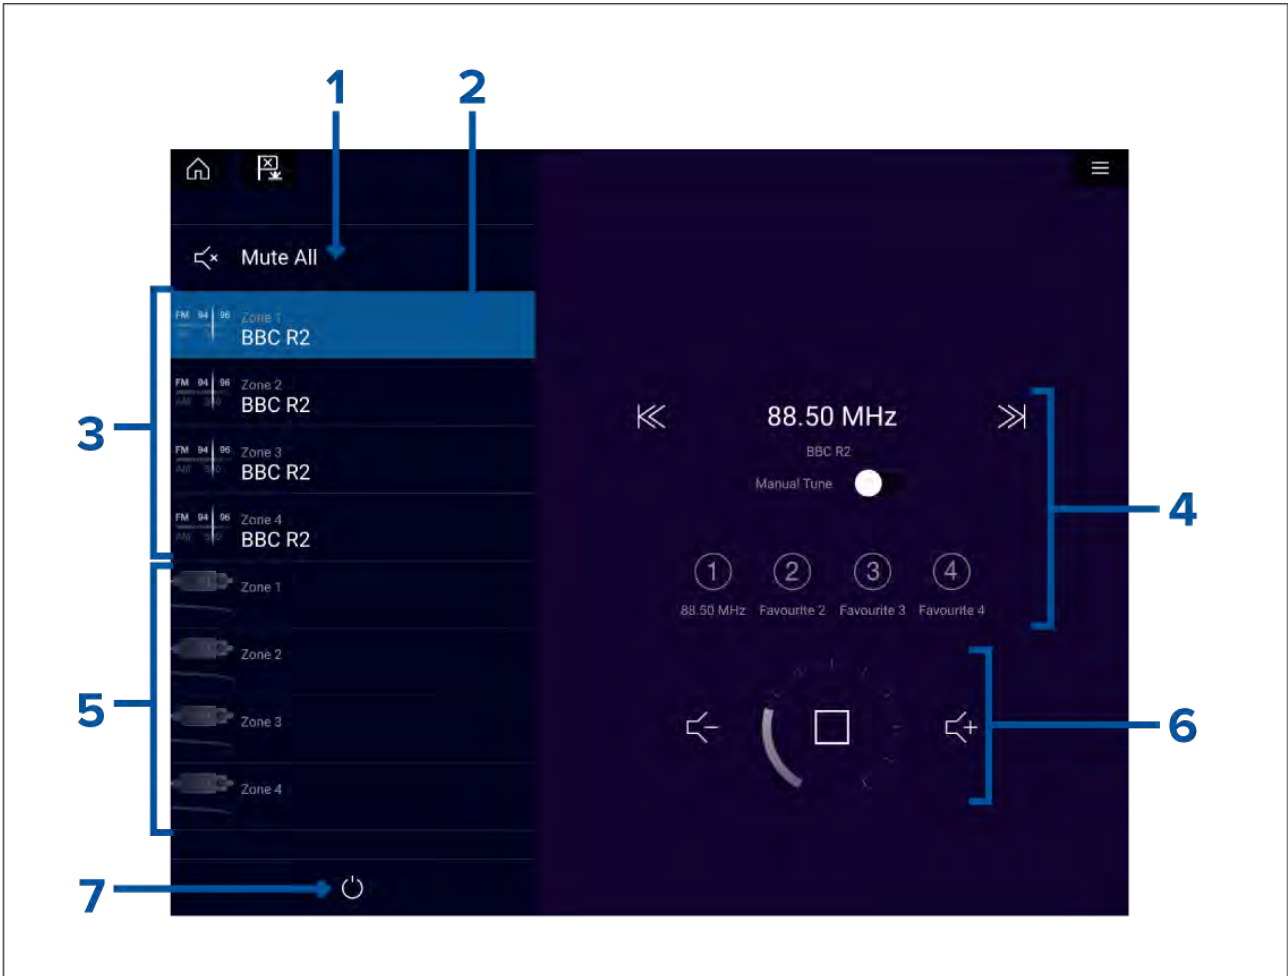 1 2
Mute All
FM 94 96 Zone 1
BBC R2
FM 94 96 Zone 2
BBC R2
3
FM 94 96 Zone 3
BBC R2
FM 94 96 Zone 4
BBC R2
88.50 MHz
BBC R2
Manual Tune
4
1 2 3 4
88.50 MHz Favourite 2 Favourite 3 Favourite 4
Zone 1
Zone 2
5
Zone 3
Zone 4
6
7